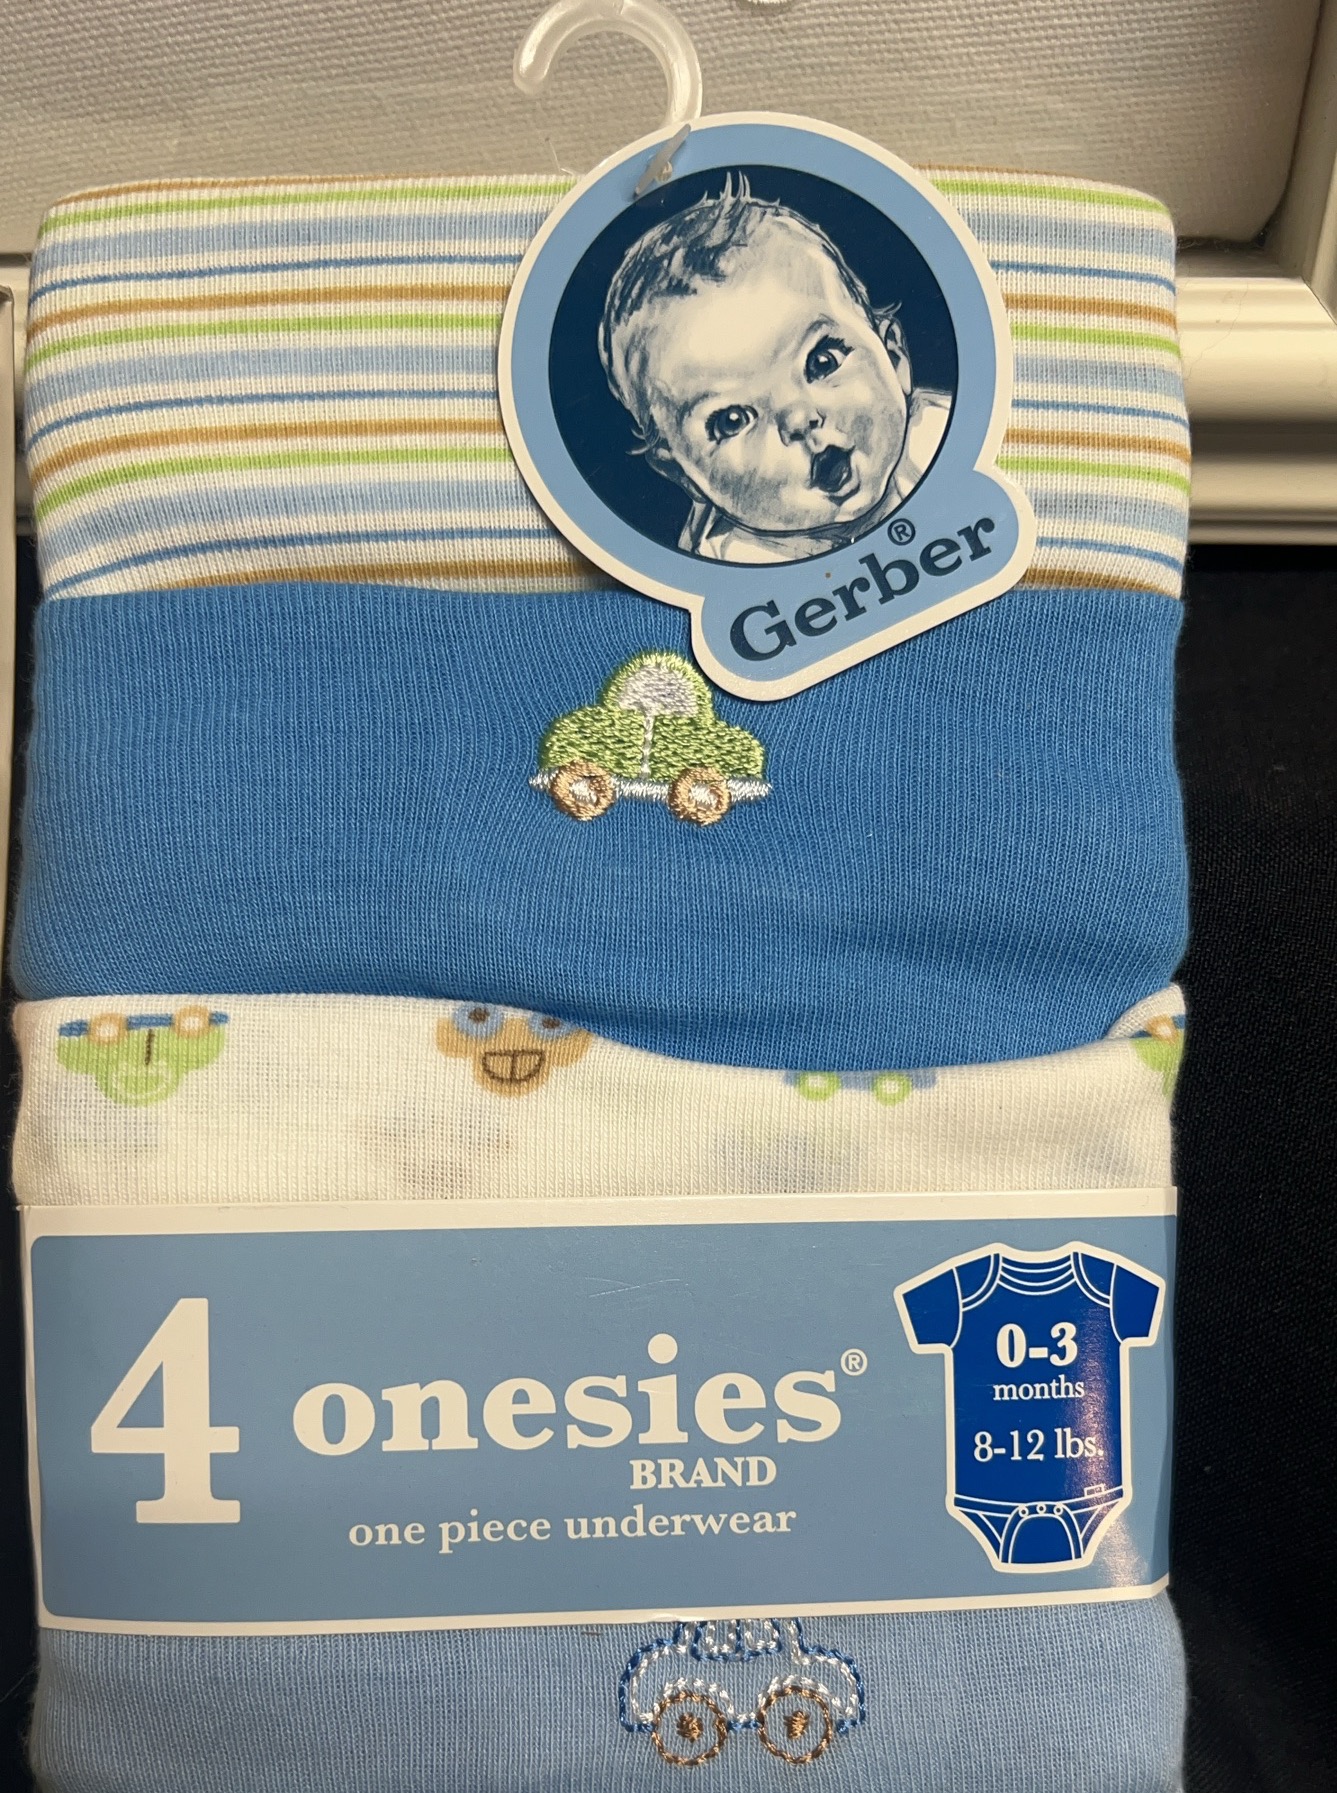 Gerber®
4 onesies®
BRAND
one piece underwear
0-3
months
8-12 lbs.